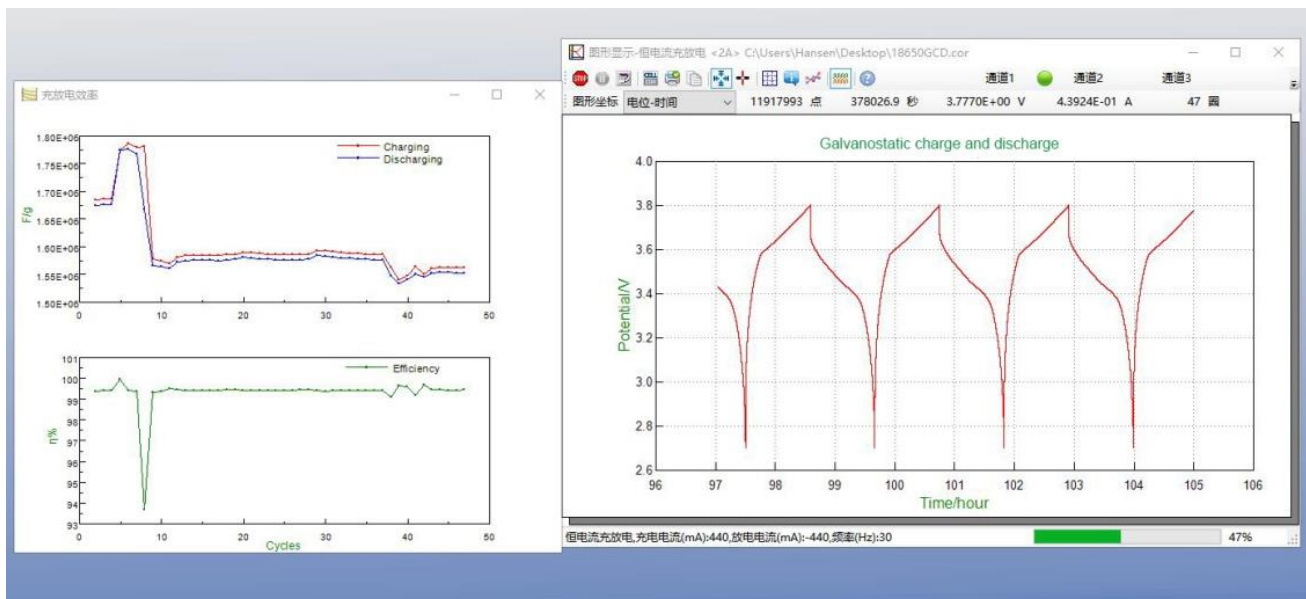 充放电效率
1.80E+06
1.75E+06
1.70E+06
1.65E+06
1.60E+06
1.55E+06
1.50E+06
F/g
Charging
Discharging
0 10 20 30 40 50
101
100
99
98
97
96
95
94
93
η%
Efficiency
0 10 20 30 40 50
Cycles
图形显示-恒电流充放电 <2A> C:\Users\Hansen\Desktop\18650GCD.cor
STOP CELL 通道1 通道2 通道3
图形坐标 电位-时间 11917993 点 378026.9 秒 3.7770E+00 V 4.3924E-01 A 47 圈
Galvanostatic charge and discharge
4.0
3.8
3.6
3.4
3.2
3.0
2.8
2.6
Potential/V
96 97 98 99 100 101 102 103 104 105 106
Time/hour
恒电流充放电,充电电流(mA):440,放电电流(mA):-440,频率(Hz):30 47%